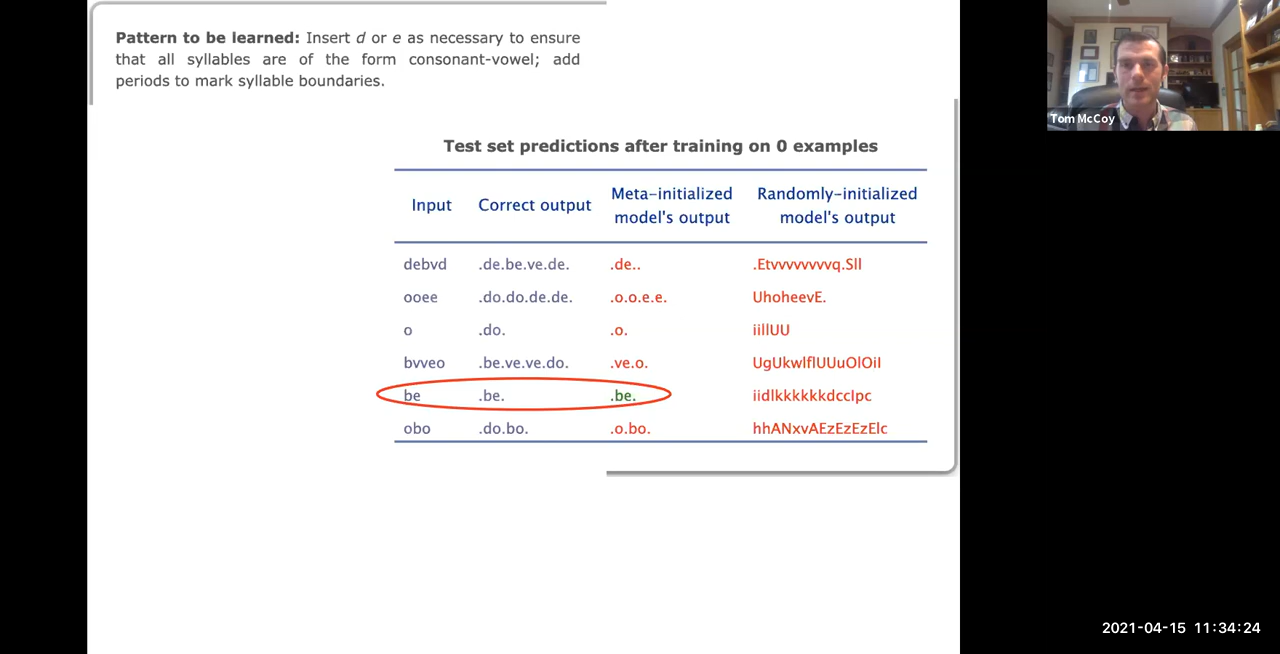 Pattern to be learned: Insert d or e as necessary to ensure
that all syllables are of the form consonant-vowel; add
periods to mark syllable boundaries.
Tom McCoy
Test set predictions after training on 0 examples
Input Correct output Meta-initialized model's output Randomly-initialized model's output
debvd .de.be.ve.de. .de.. .Etvvvvvvvvq.Sll
ooee .do.do.de.de. .o.o.e.e. UhoheevE.
o .do. .o. iillUU
bvveo .be.ve.ve.do. .ve.o. UgUkwlflUUuOlOiI
be .be. .be. iidlkkkkkkdccIpc
obo .do.bo. .o.bo. hhANxvAEzEzEzElc
2021-04-15 11:34:24